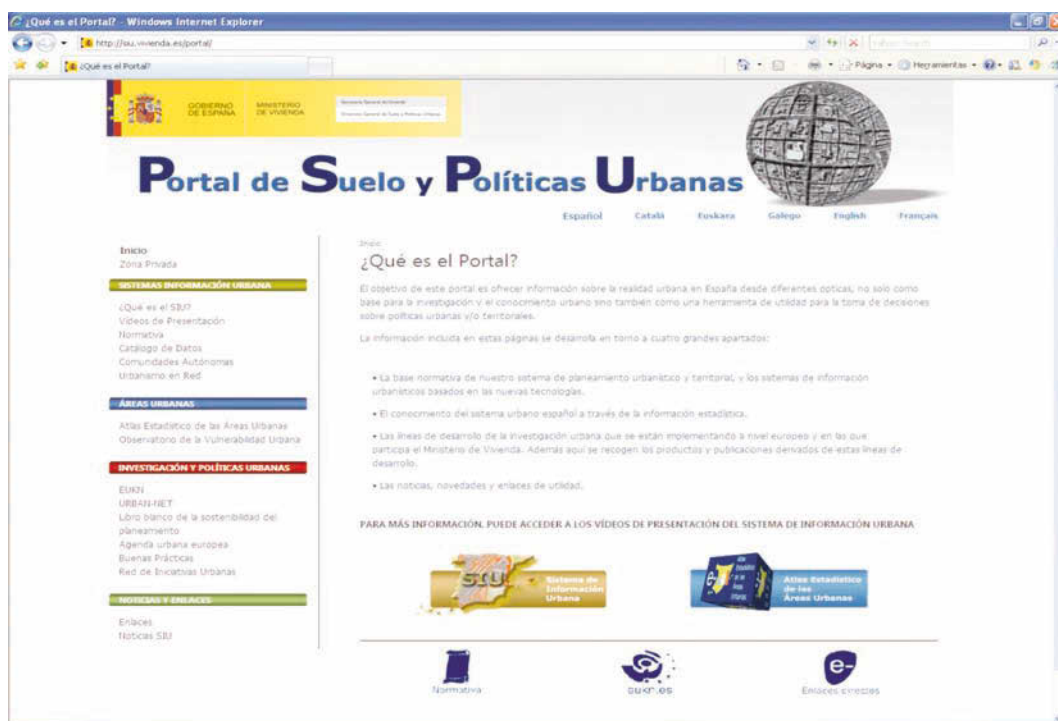 ¿Qué es el Portal? - Windows Internet Explorer
http://siu.vivienda.es/portal/
¿Qué es el Portal?
Página
Herramientas
GOBIERNO DE ESPAÑA
MINISTERIO DE VIVIENDA
Portal de Suelo y Políticas Urbanas
Español Català Euskara Galego English Français
Inicio
Zona Privada
SISTEMAS INFORMACIÓN URBANA
¿Qué es el SIU?
Vídeos de Presentación
Normativa
Catálogo de Datos
Comunidades Autónomas
Urbanismo en Red
ÁREAS URBANAS
Atlas Estadístico de las Áreas Urbanas
Observatorio de la Vulnerabilidad Urbana
INVESTIGACIÓN Y POLÍTICAS URBANAS
EUKN
URBAN-NET
Libro blanco de la sostenibilidad del
planeamiento
Agenda urbana europea
Buenas Prácticas
Red de Iniciativas Urbanas
NOTICIAS Y ENLACES
Enlaces
Noticias SIU
Inicio
¿Qué es el Portal?
El objetivo de este portal es ofrecer información sobre la realidad urbana en España desde diferentes ópticas, no solo como
base para la investigación y el conocimiento urbano sino también como una herramienta de utilidad para la toma de decisiones
sobre políticas urbanas y/o territoriales.
La información incluida en estas páginas se desarrolla en torno a cuatro grandes apartados:
• La base normativa de nuestro sistema de planeamiento urbanístico y territorial, y los sistemas de información
urbanísticos basados en las nuevas tecnologías.
• El conocimiento del sistema urbano español a través de la información estadística.
• Las líneas de desarrollo de la investigación urbana que se están implementando a nivel europeo y en las que
participa el Ministerio de Vivienda. Además aquí se recogen los productos y publicaciones derivados de estas líneas de
desarrollo.
• Las noticias, novedades y enlaces de utilidad.
PARA MÁS INFORMACIÓN, PUEDE ACCEDER A LOS VÍDEOS DE PRESENTACIÓN DEL SISTEMA DE INFORMACIÓN URBANA
SIU
Sistema de
Información
Urbana
Atlas Estadístico
de las
Áreas Urbanas
Normativa
eukn.es
e-
Enlaces directos